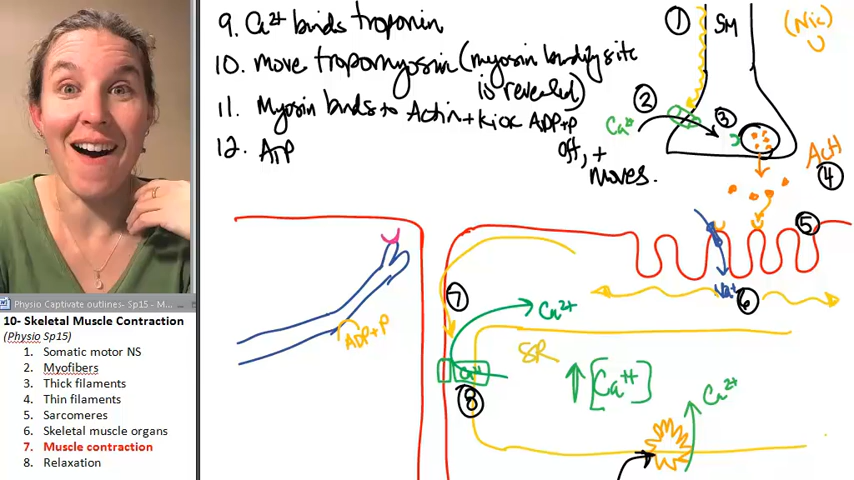 9. Ca2+ binds troponin
10. move tropomyosin (myosin binding site
is revealed)
11. Myosin binds to Actin + kick ADP+P
off, +
moves.
12. ATP
1
SM
(Nic)
2
Ca2+
3
ACH
4
5
Na+
6
7
Ca2+
SR
Ca++
8
[Ca++]
Ca2+
ADP+P
Physio Captivate outlines- Sp15 - M...
10- Skeletal Muscle Contraction
(Physio Sp15)
1. Somatic motor NS
2. Myofibers
3. Thick filaments
4. Thin filaments
5. Sarcomeres
6. Skeletal muscle organs
7. Muscle contraction
8. Relaxation